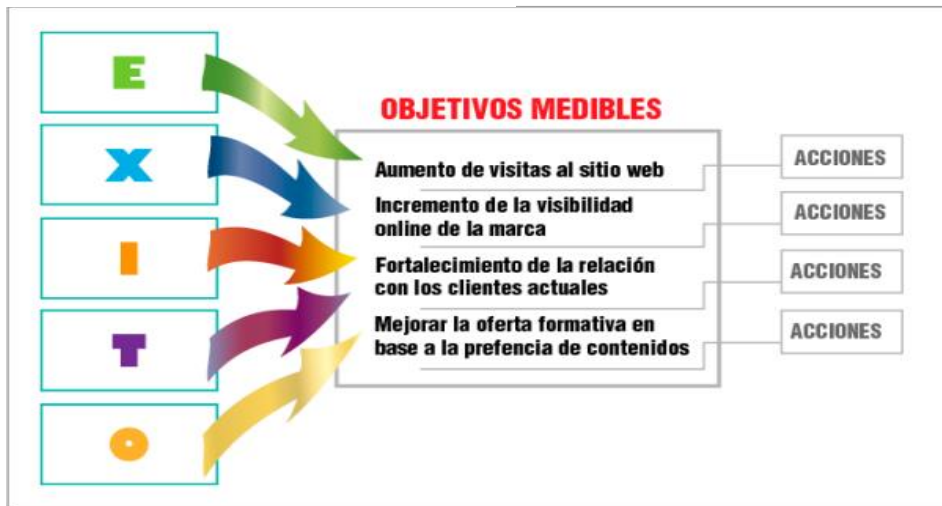 E
X
I
T
O
OBJETIVOS MEDIBLES
Aumento de visitas al sitio web
Incremento de la visibilidad
online de la marca
Fortalecimiento de la relación
con los clientes actuales
Mejorar la oferta formativa en
base a la prefencia de contenidos
ACCIONES
ACCIONES
ACCIONES
ACCIONES